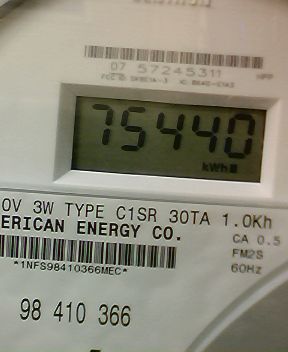 07 57245311
75440
kWh
0V 3W TYPE C1SR 30TA 1.0Kh
ERICAN ENERGY CO.
CA 0.5
*1NFS98410366MEC*
FM2S
60Hz
98 410 366